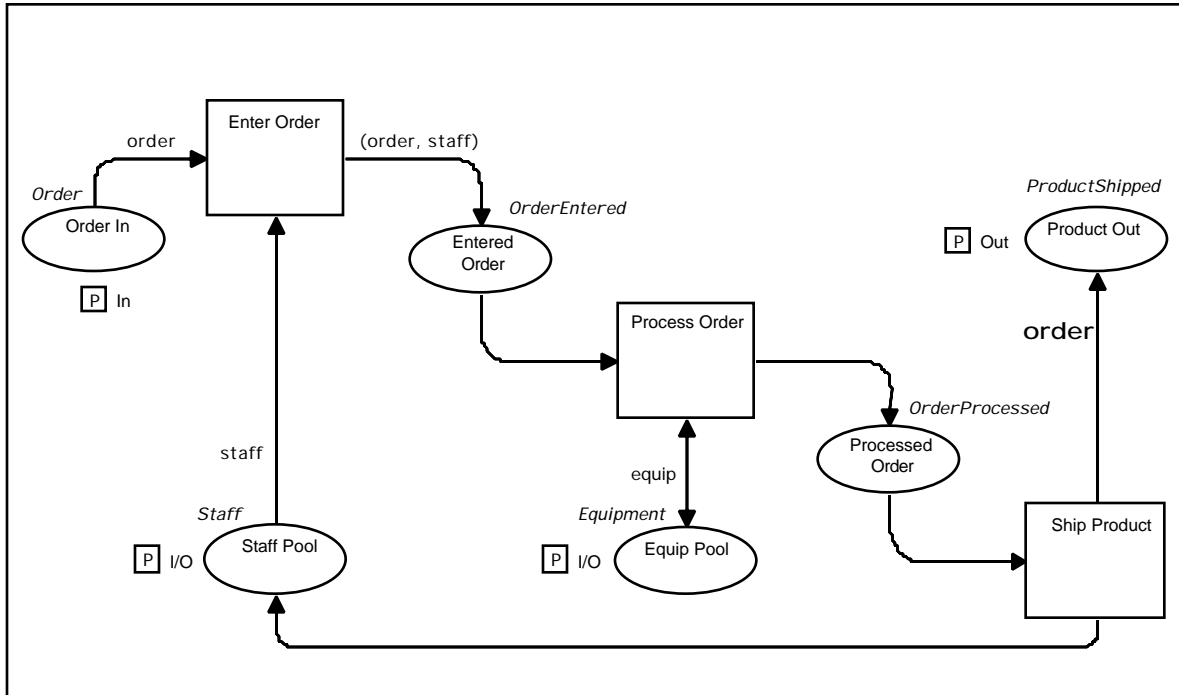 Enter Order
order
(order, staff)
Order
Order In
P In
OrderEntered
Entered
Order
ProductShipped
Product Out
P Out
Process Order
order
OrderProcessed
Processed
Order
staff
equip
Staff
Staff Pool
P I/O
Equipment
Equip Pool
P I/O
Ship Product